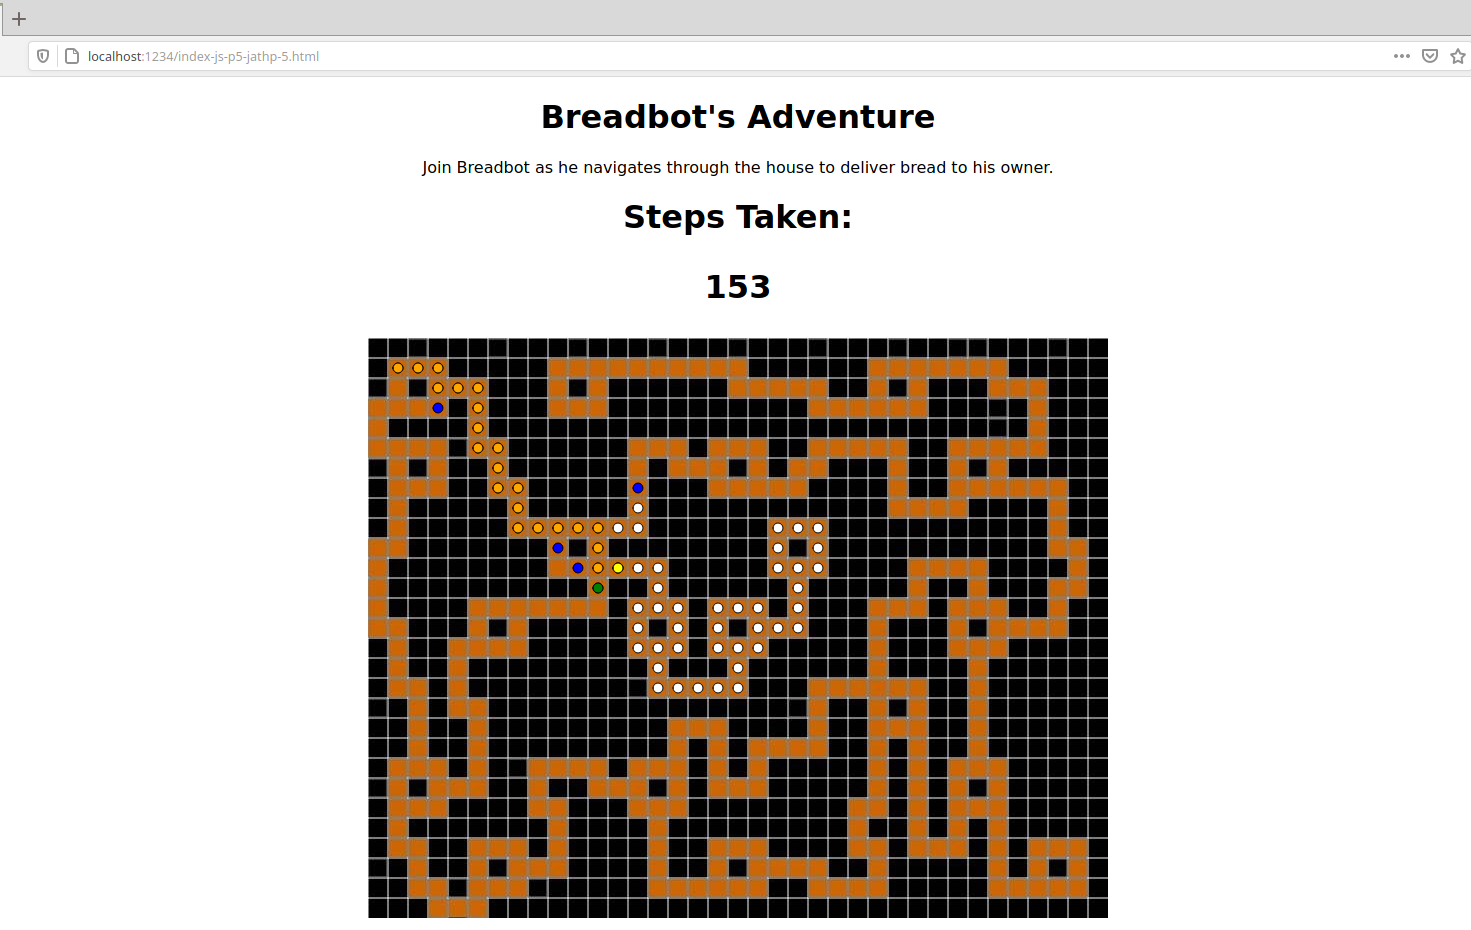 localhost:1234/index-js-p5-jathp-5.html
Breadbot's Adventure
Join Breadbot as he navigates through the house to deliver bread to his owner.
Steps Taken:
153